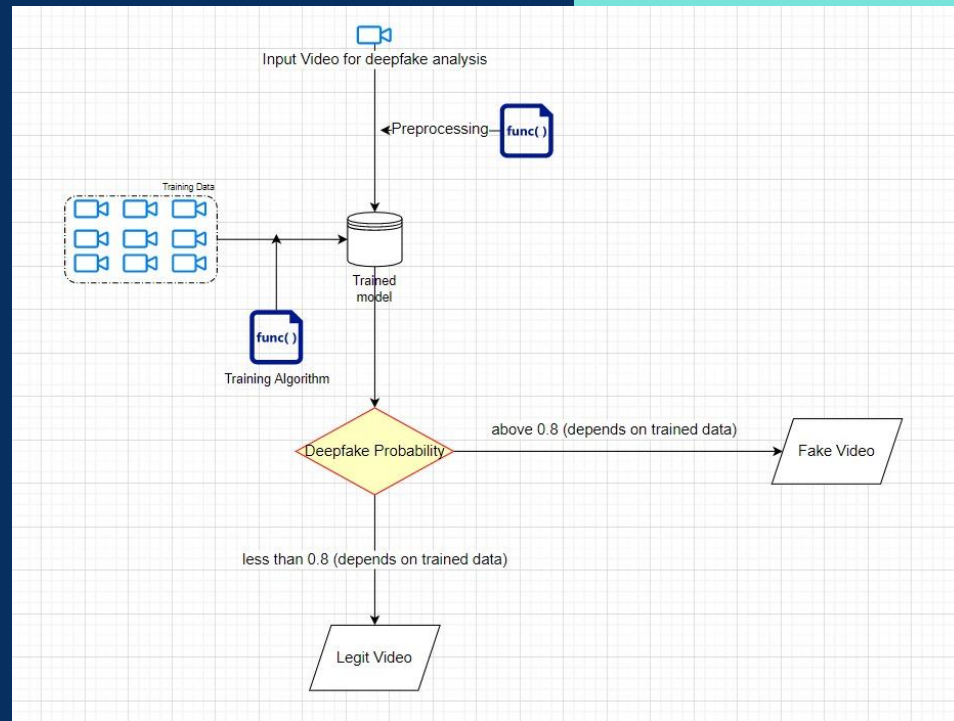 Input Video for deepfake analysis
Preprocessing
func( )
Training Data
Trained
model
func( )
Training Algorithm
Deepfake Probability
above 0.8 (depends on trained data)
Fake Video
less than 0.8 (depends on trained data)
Legit Video